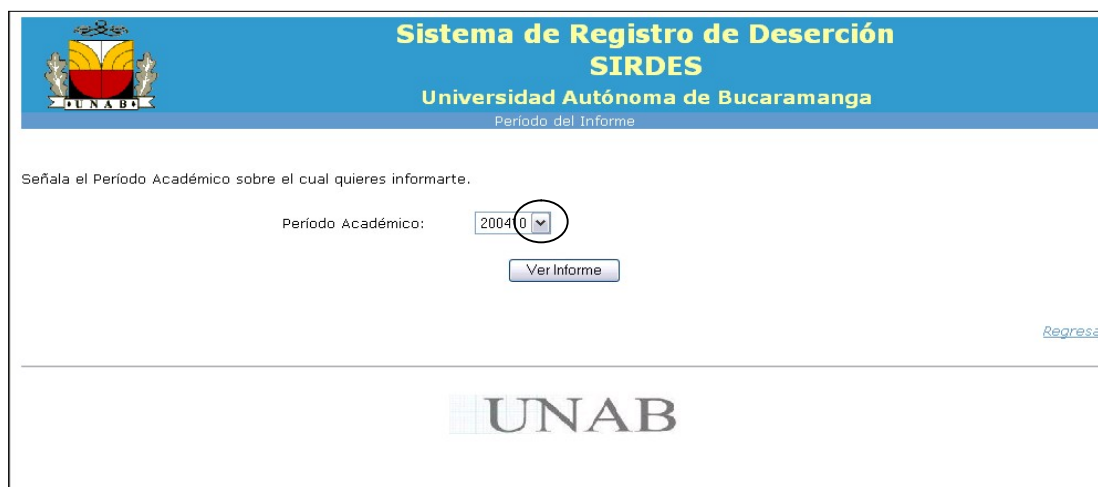 Sistema de Registro de Deserción
SIRDES
UNAB
Universidad Autónoma de Bucaramanga
Período del Informe
Señala el Período Académico sobre el cual quieres informarte.
Período Académico: 200410
Ver Informe
Regresa
UNAB